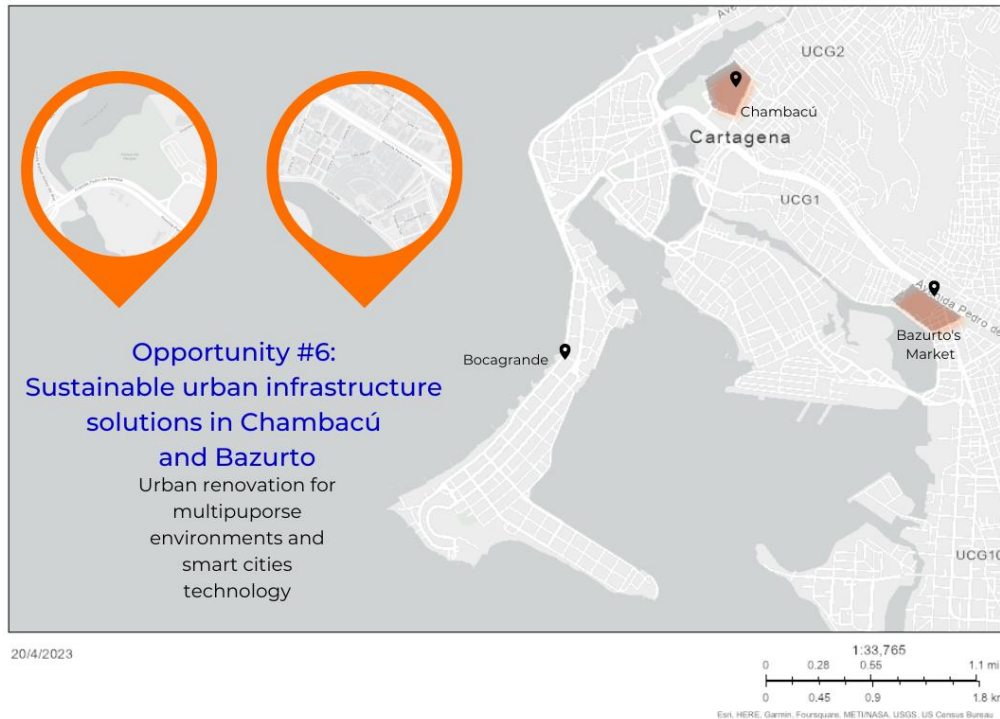 Opportunity #6:
Sustainable urban infrastructure
solutions in Chambacú
and Bazurto
Urban renovation for
multipuporse
environments and
smart cities
technology
UCG2
Chambacú
Cartagena
UCG1
Avenida Pedro de
Bazurto's
Market
Bocagrande
UCG10
20/4/2023
1:33,765
0 0.28 0.55 1.1 mi
0 0.45 0.9 1.8 km
Esri, HERE, Garmin, Foursquare, METI/NASA, USGS, US Census Bureau